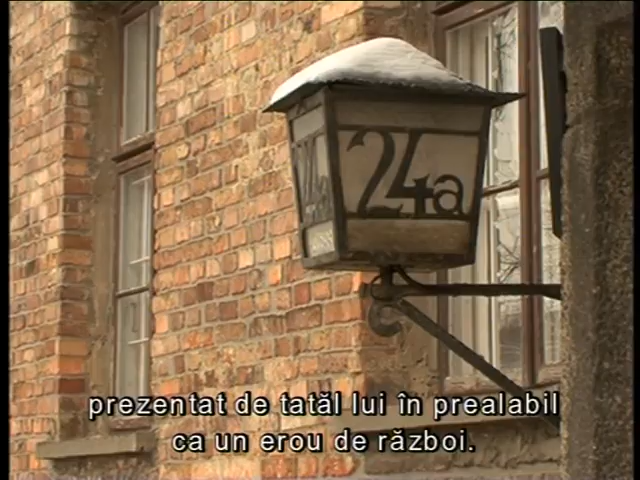 24a
prezentat de tatăl lui în prealabil
ca un erou de război.